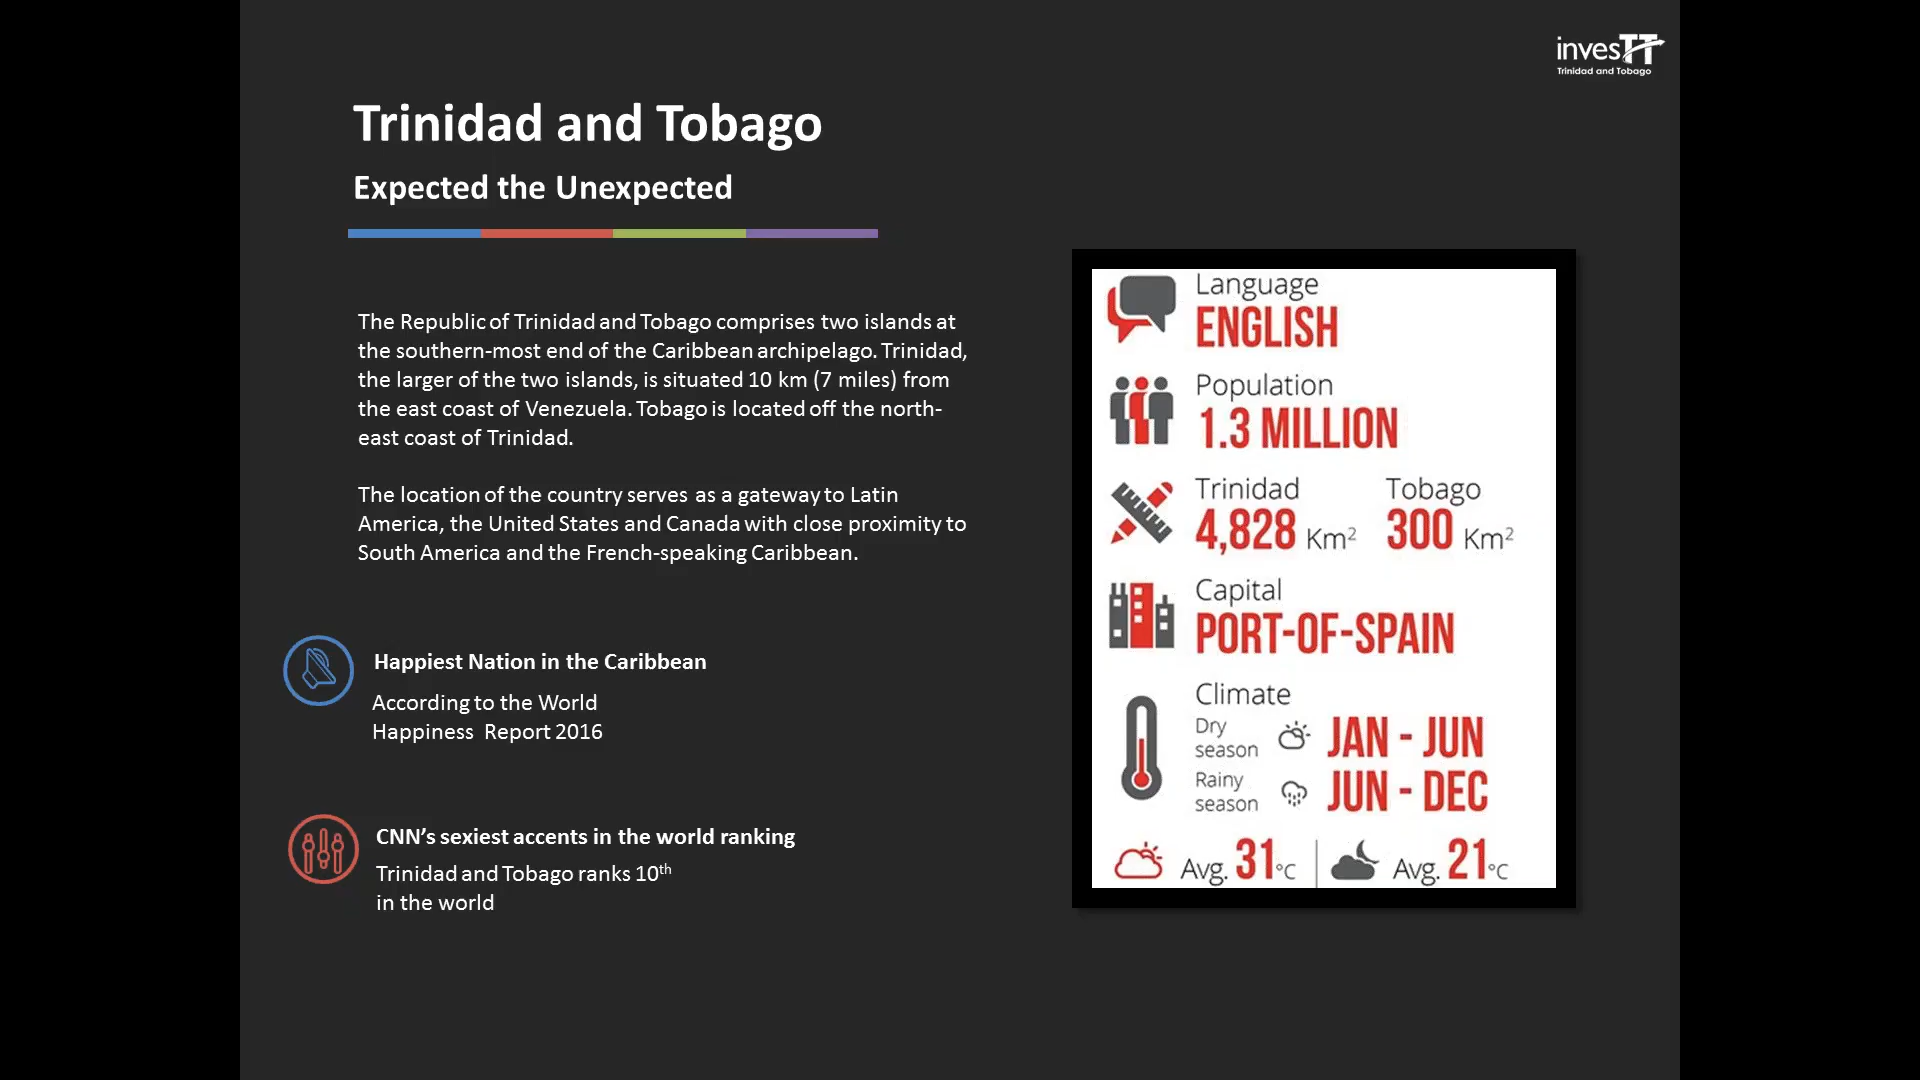 invesTT
Trinidad and Tobago
Trinidad and Tobago
Expected the Unexpected
The Republic of Trinidad and Tobago comprises two islands at
the southern-most end of the Caribbean archipelago. Trinidad,
the larger of the two islands, is situated 10 km (7 miles) from
the east coast of Venezuela. Tobago is located off the north-
east coast of Trinidad.
The location of the country serves as a gateway to Latin
America, the United States and Canada with close proximity to
South America and the French-speaking Caribbean.
Happiest Nation in the Caribbean
According to the World
Happiness Report 2016
CNN’s sexiest accents in the world ranking
Trinidad and Tobago ranks 10th
in the world
Language
ENGLISH
Population
1.3 MILLION
Trinidad Tobago
4,828 Km² 300 Km²
Capital
PORT-OF-SPAIN
Climate
Dry
season JAN - JUN
Rainy
season JUN - DEC
Avg. 31°C Avg. 21°C